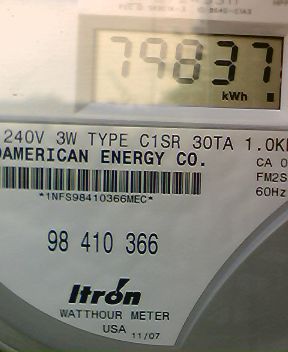 79837
kWh
240V 3W TYPE C1SR 30TA 1.0K
DAMERICAN ENERGY CO.
CA 0
FM2S
60Hz
*1NFS98410366MEC*
98 410 366
Itron
WATTHOUR METER
USA 11/07